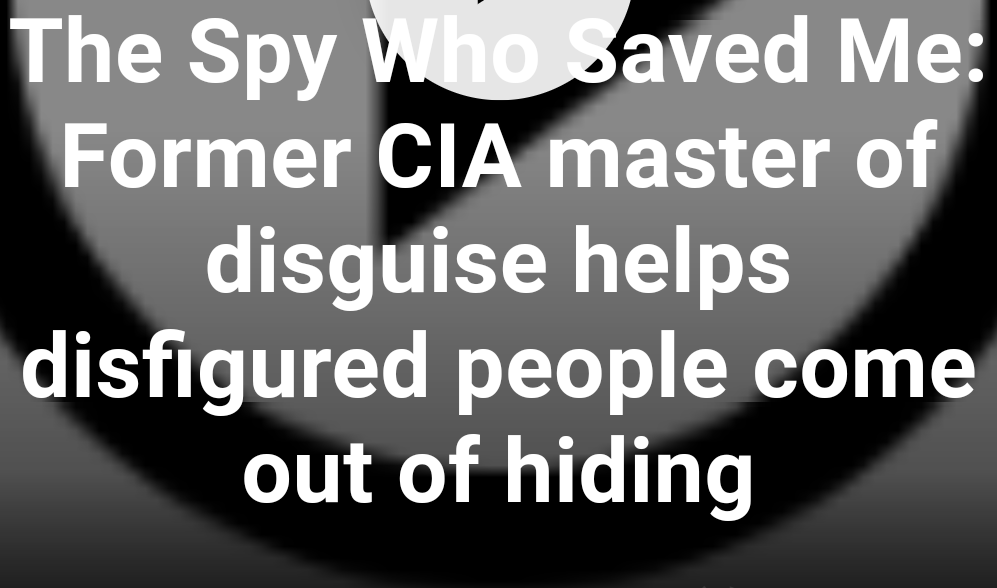 The Spy Who Saved Me:
Former CIA master of
disguise helps
disfigured people come
out of hiding